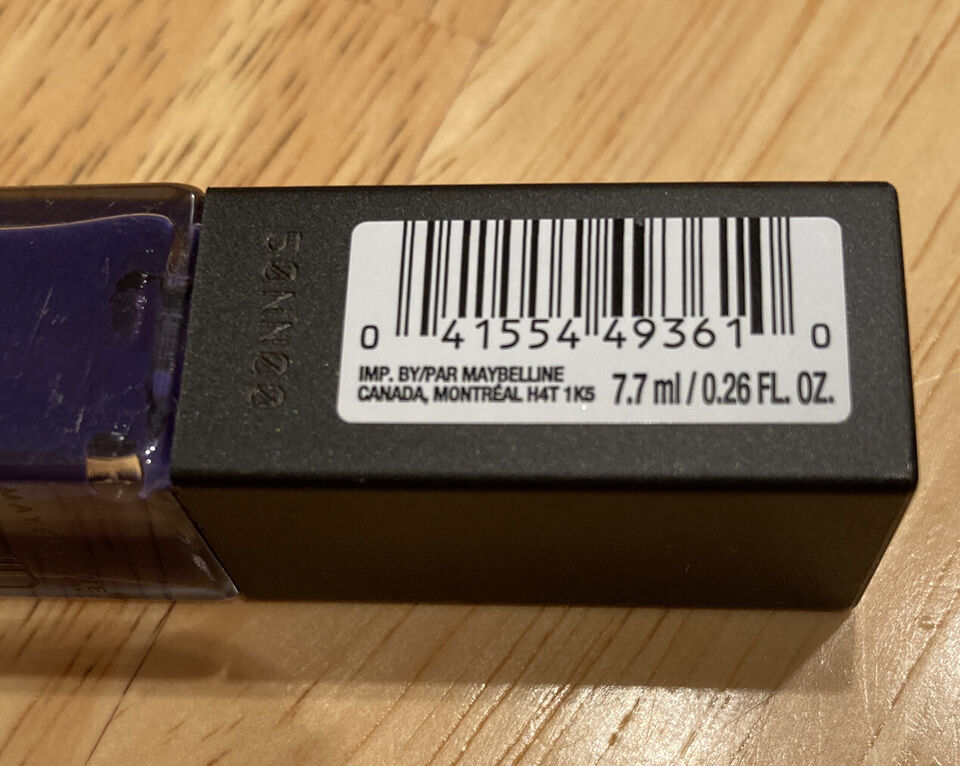 0 41554 49361 0
IMP. BY/PAR MAYBELLINE
CANADA, MONTRÉAL H4T 1K5
7.7 ml / 0.26 FL. OZ.
50NN03